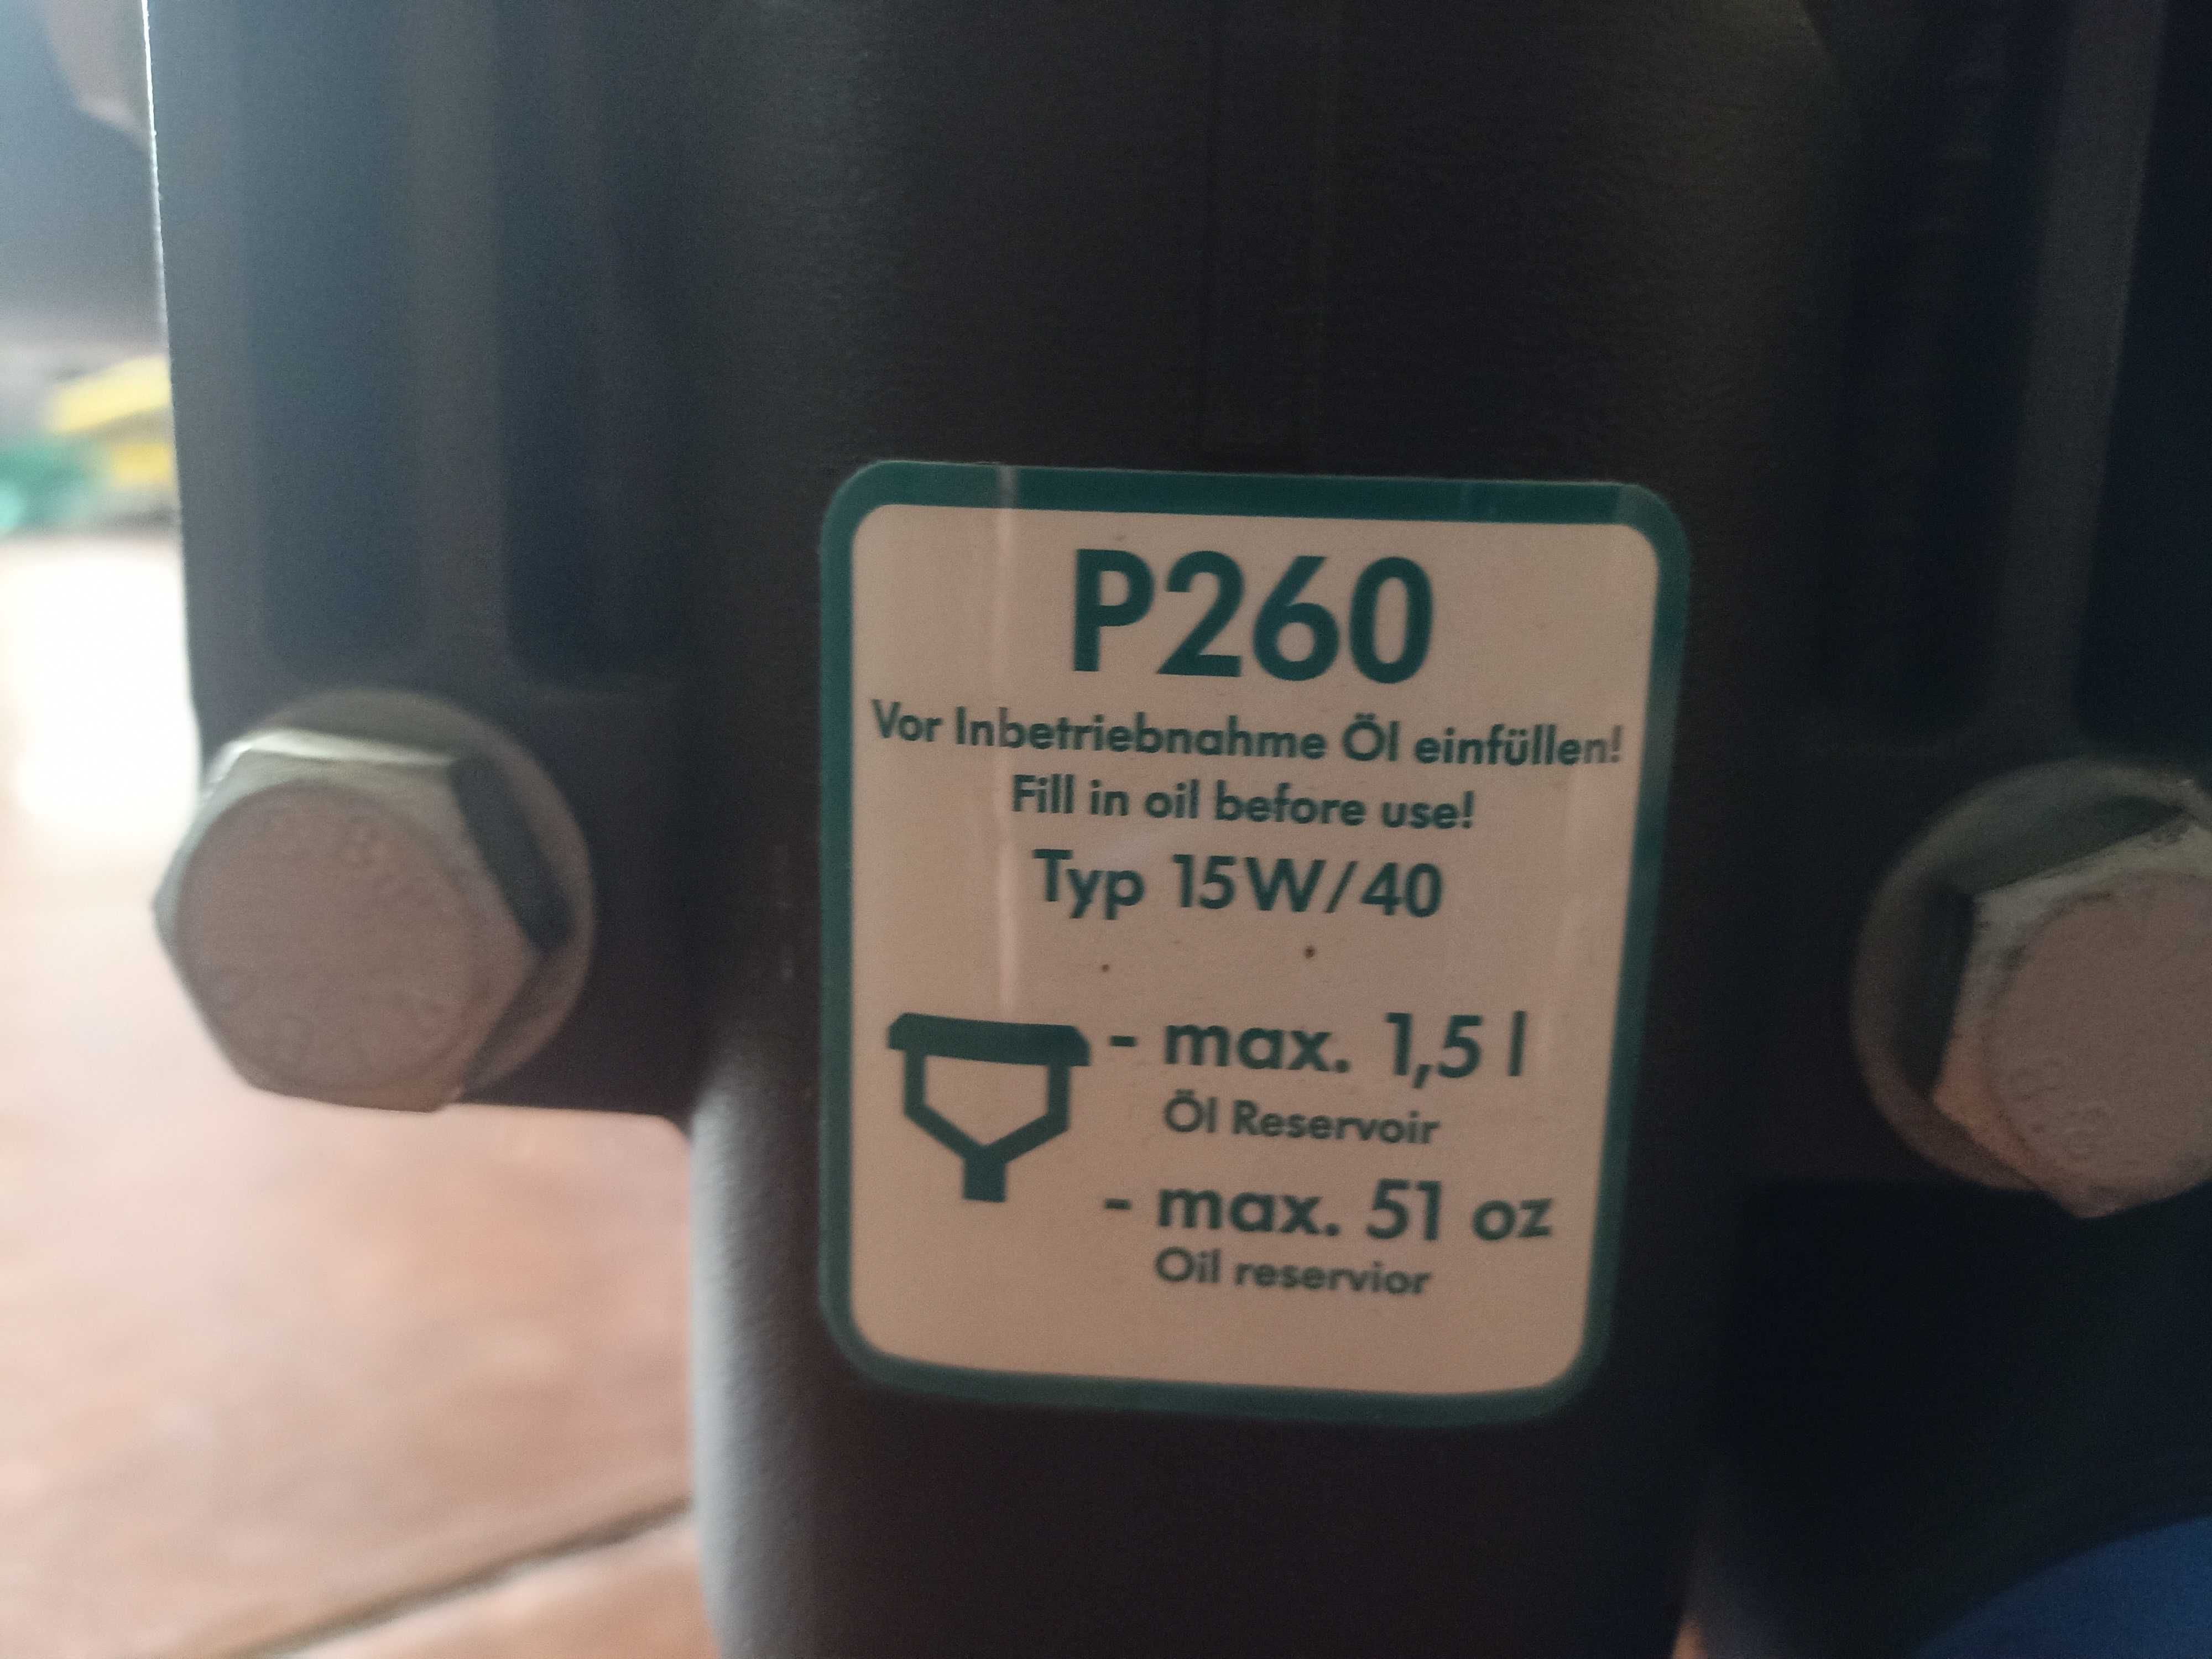 P260
Vor Inbetriebnahme Öl einfüllen!
Fill in oil before use!
Typ 15W/40
- max. 1,5 l
Öl Reservoir
- max. 51 oz
Oil reservior